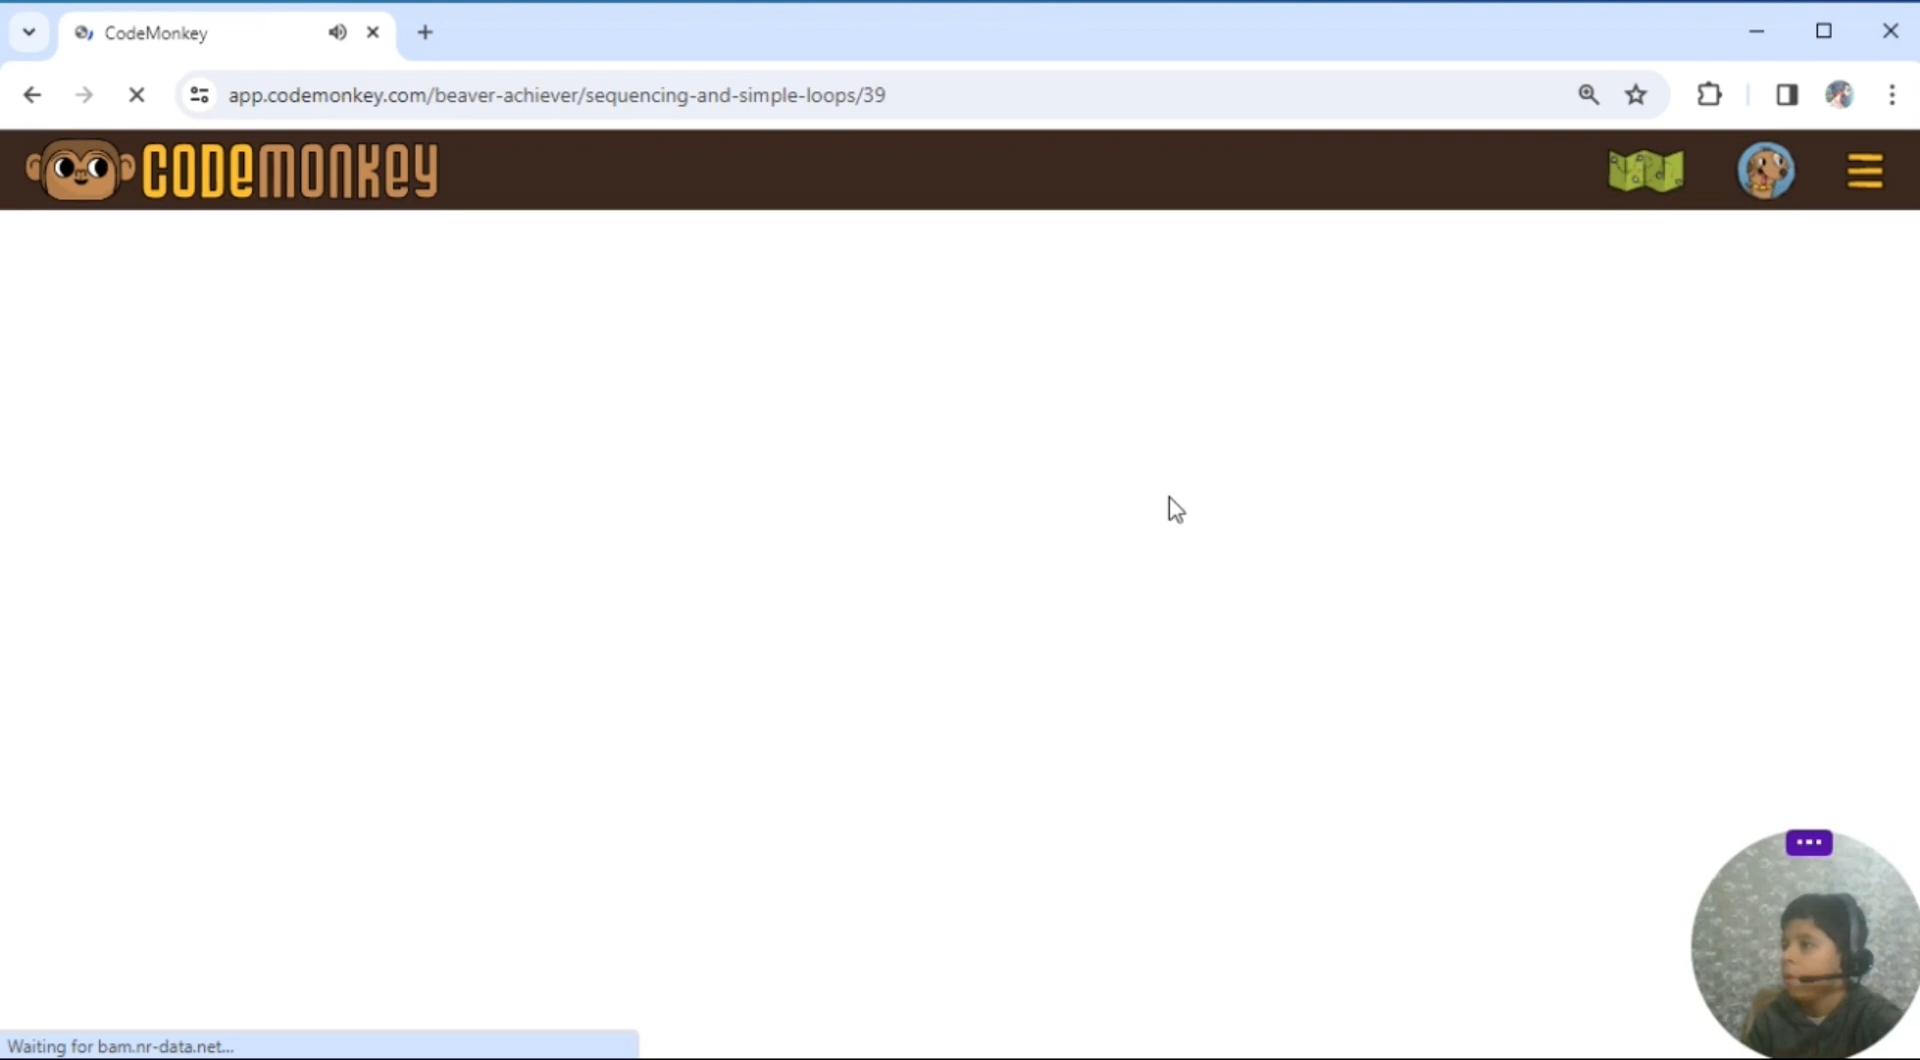 CodeMonkey
app.codemonkey.com/beaver-achiever/sequencing-and-simple-loops/39
CODEMONKEY
Waiting for bam.nr-data.net...